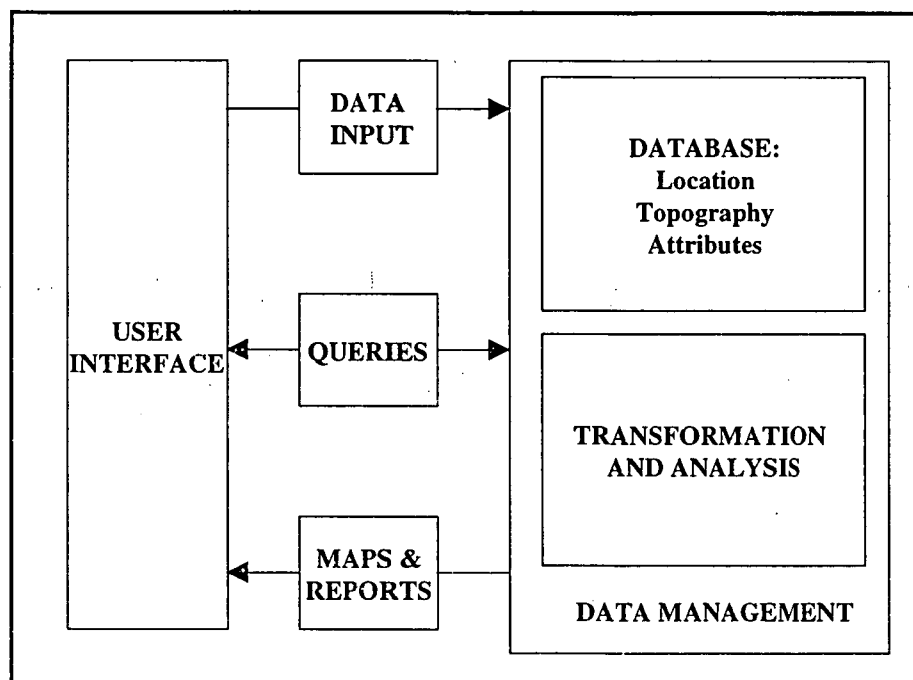 USER
INTERFACE
DATA
INPUT
QUERIES
MAPS &
REPORTS
DATABASE:
Location
Topography
Attributes
TRANSFORMATION
AND ANALYSIS
DATA MANAGEMENT